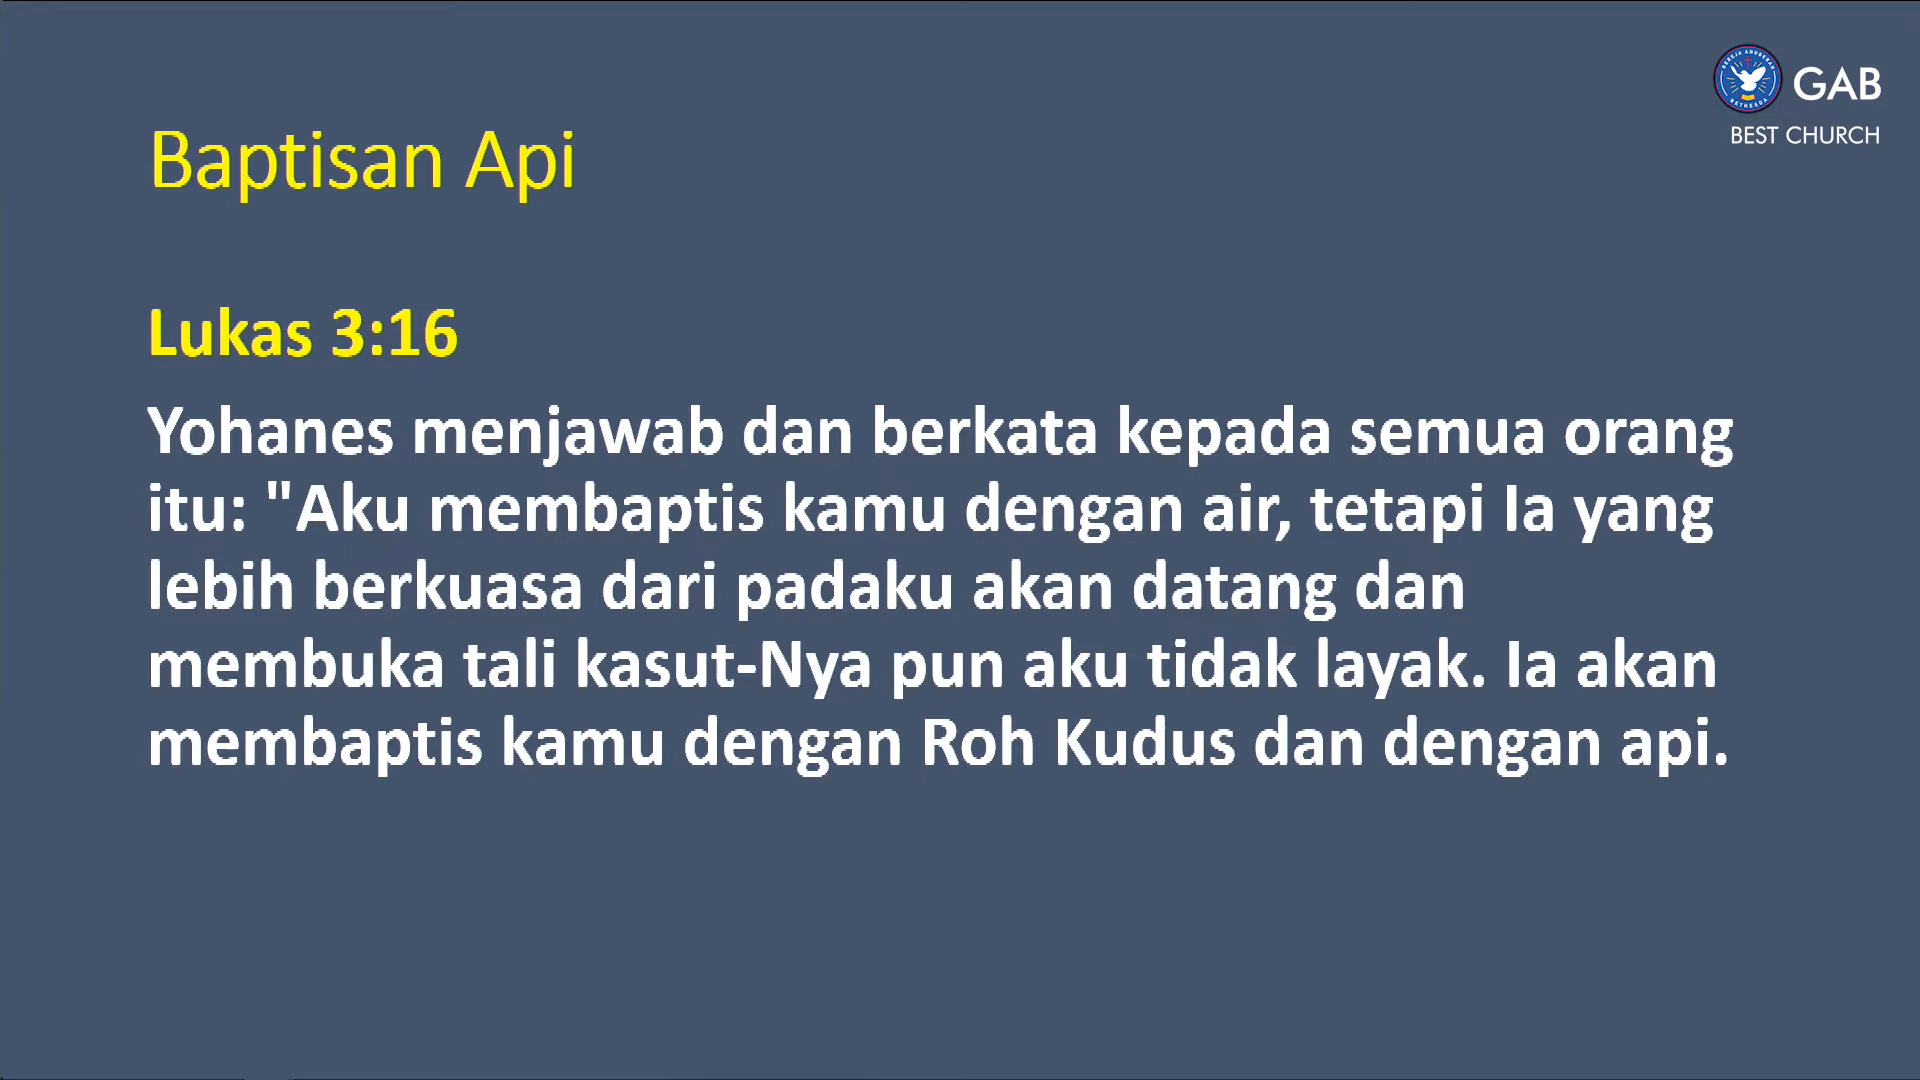 GAB
BEST CHURCH
Baptisan Api
Lukas 3:16
Yohanes menjawab dan berkata kepada semua orang
itu: "Aku membaptis kamu dengan air, tetapi Ia yang
lebih berkuasa dari padaku akan datang dan
membuka tali kasut-Nya pun aku tidak layak. Ia akan
membaptis kamu dengan Roh Kudus dan dengan api.